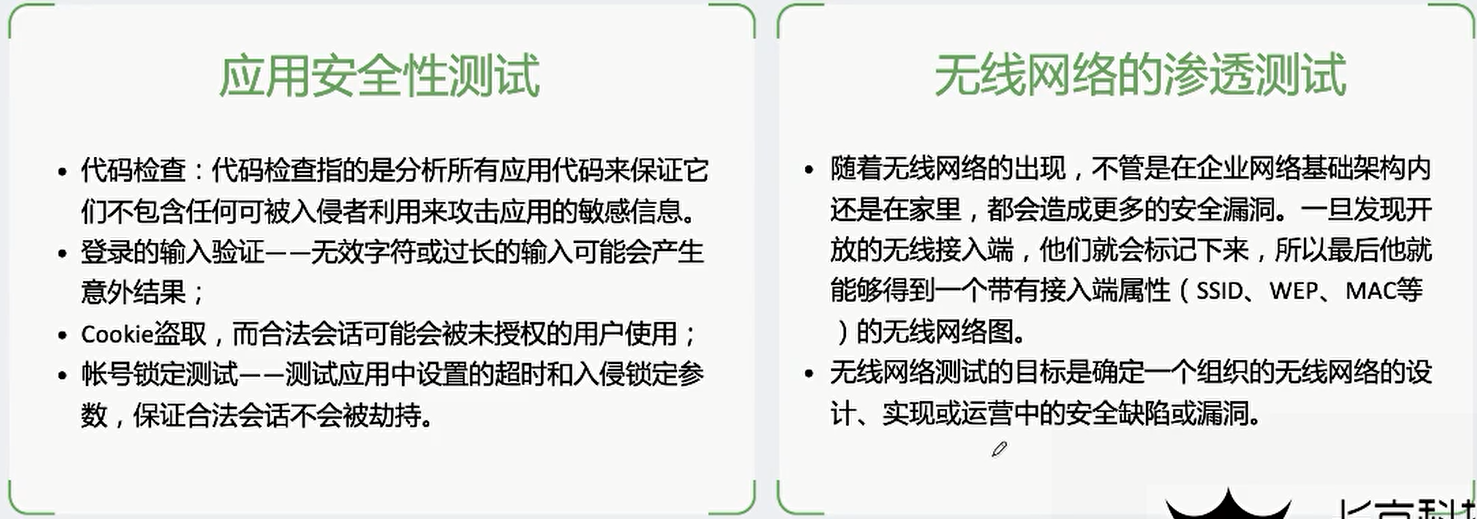 应用安全性测试
• 代码检查：代码检查指的是分析所有应用代码来保证它
们不包含任何可被入侵者利用来攻击应用的敏感信息。
• 登录的输入验证——无效字符或过长的输入可能会产生
意外结果；
• Cookie盗取，而合法会话可能会被未授权的用户使用；
• 帐号锁定测试——测试应用中设置的超时和入侵锁定参
数，保证合法会话不会被劫持。
无线网络的渗透测试
• 随着无线网络的出现，不管是在企业网络基础架构内
还是在家里，都会造成更多的安全漏洞。一旦发现开
放的无线接入端，他们就会标记下来，所以最后他就
能够得到一个带有接入端属性（SSID、WEP、MAC等
）的无线网络图。
• 无线网络测试的目标是确定一个组织的无线网络的设
计、实现或运营中的安全缺陷或漏洞。